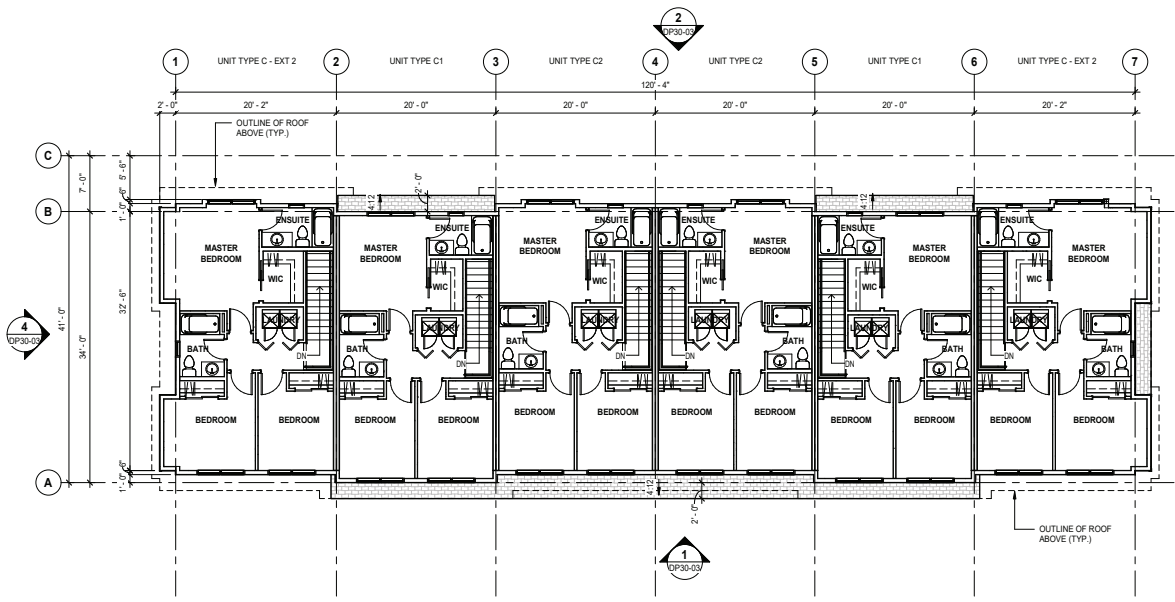 2
DP30-03
1
UNIT TYPE C - EXT 2
2
UNIT TYPE C1
3
UNIT TYPE C2
4
UNIT TYPE C2
5
UNIT TYPE C1
6
UNIT TYPE C - EXT 2
7
120' - 4"
2' - 0"
20' - 2"
20' - 0"
20' - 0"
20' - 0"
20' - 0"
20' - 2"
OUTLINE OF ROOF
ABOVE (TYP.)
C
7' - 0"
5' - 6"
2' - 0"
4:12
4:12
B
1' - 0"
ENSUITE
ENSUITE
ENSUITE
ENSUITE
ENSUITE
ENSUITE
MASTER
BEDROOM
MASTER
BEDROOM
MASTER
BEDROOM
MASTER
BEDROOM
MASTER
BEDROOM
MASTER
BEDROOM
WIC
WIC
WIC
WIC
WIC
WIC
4
DP30-03
41' - 0"
34' - 0"
32' - 6"
LAUNDRY
LAUNDRY
LAUNDRY
LAUNDRY
LAUNDRY
LAUNDRY
BATH
BATH
BATH
BATH
BATH
BATH
DN
DN
DN
DN
DN
DN
BEDROOM
BEDROOM
BEDROOM
BEDROOM
BEDROOM
BEDROOM
BEDROOM
BEDROOM
BEDROOM
BEDROOM
BEDROOM
BEDROOM
A
1' - 0"
4:12
2' - 0"
OUTLINE OF ROOF
ABOVE (TYP.)
1
DP30-03